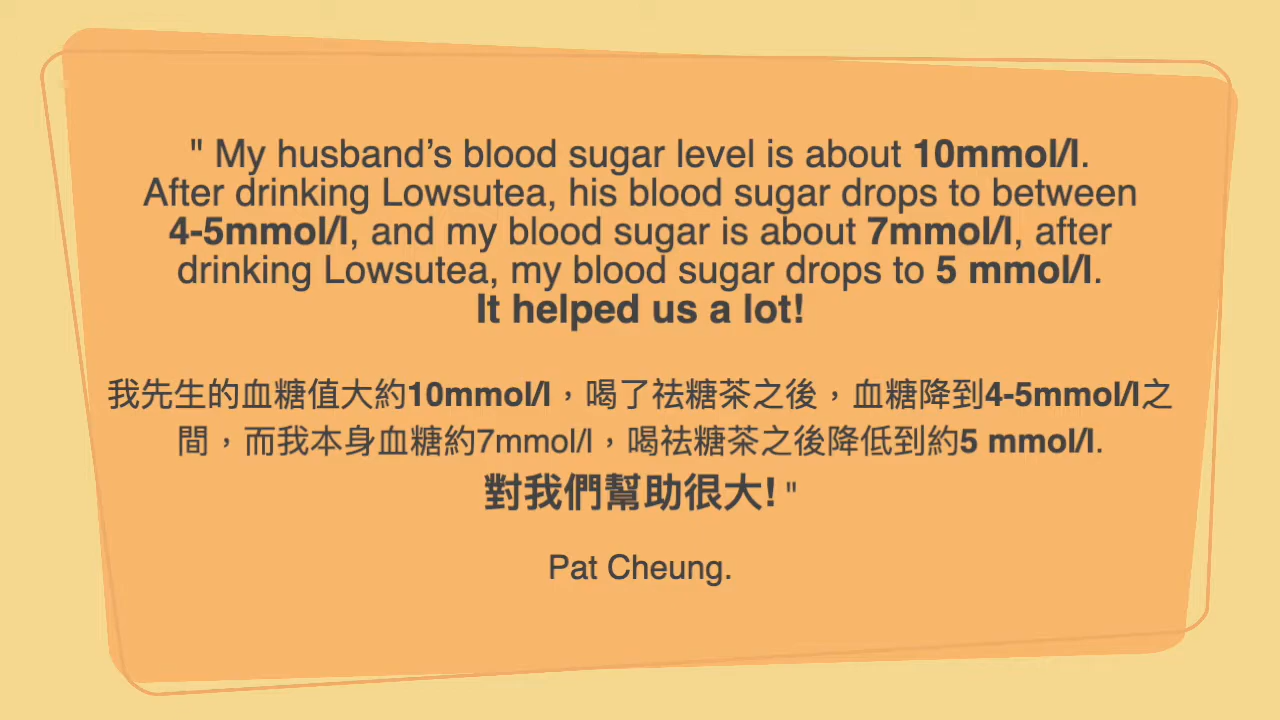 " My husband’s blood sugar level is about 10mmol/l.
After drinking Lowsutea, his blood sugar drops to between
4-5mmol/l, and my blood sugar is about 7mmol/l, after
drinking Lowsutea, my blood sugar drops to 5 mmol/l.
It helped us a lot!
我先生的血糖值大約10mmol/l，喝了祛糖茶之後，血糖降到4-5mmol/l之
間，而我本身血糖約7mmol/l，喝祛糖茶之後降低到約5 mmol/l.
對我們幫助很大! "
Pat Cheung.